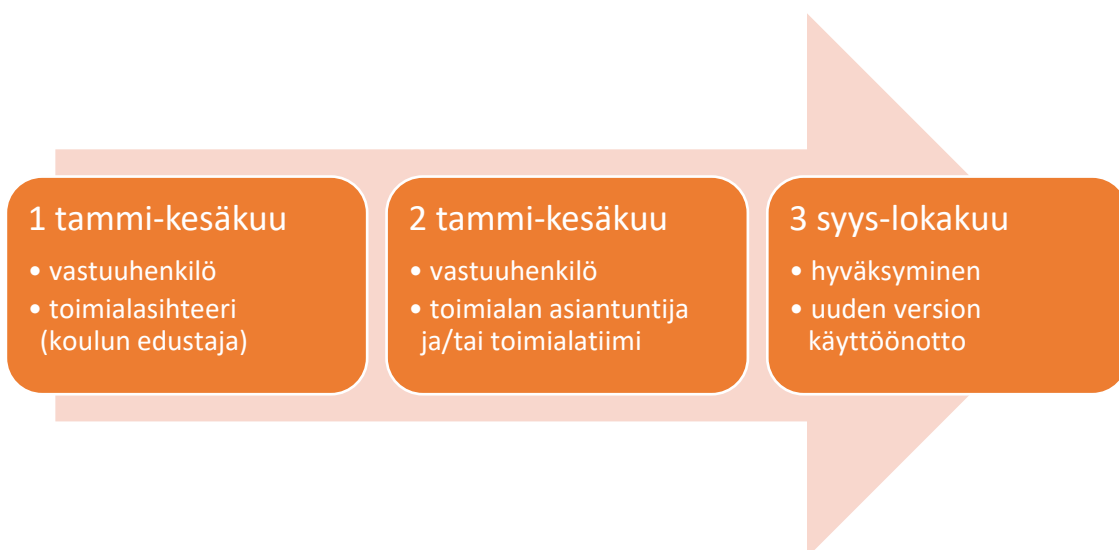 1 tammi-kesäkuu
• vastuuhenkilö
• toimialasihteeri
(koulun edustaja)
2 tammi-kesäkuu
• vastuuhenkilö
• toimialan asiantuntija
ja/tai toimialatiimi
3 syys-lokakuu
• hyväksyminen
• uuden version
käyttöönotto